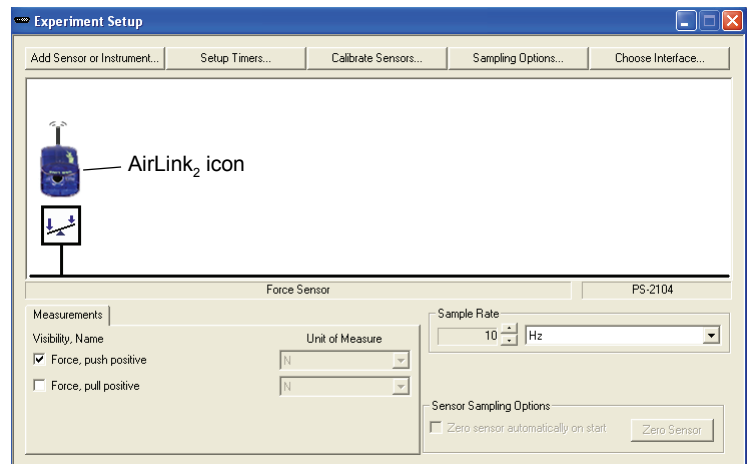 Experiment Setup
Add Sensor or Instrument... Setup Timers... Calibrate Sensors... Sampling Options... Choose Interface...
AirLink₂ icon
Force Sensor PS-2104
Measurements
Visibility, Name Unit of Measure
Force, push positive N
Force, pull positive N
Sample Rate
10 Hz
Sensor Sampling Options
Zero sensor automatically on start Zero Sensor